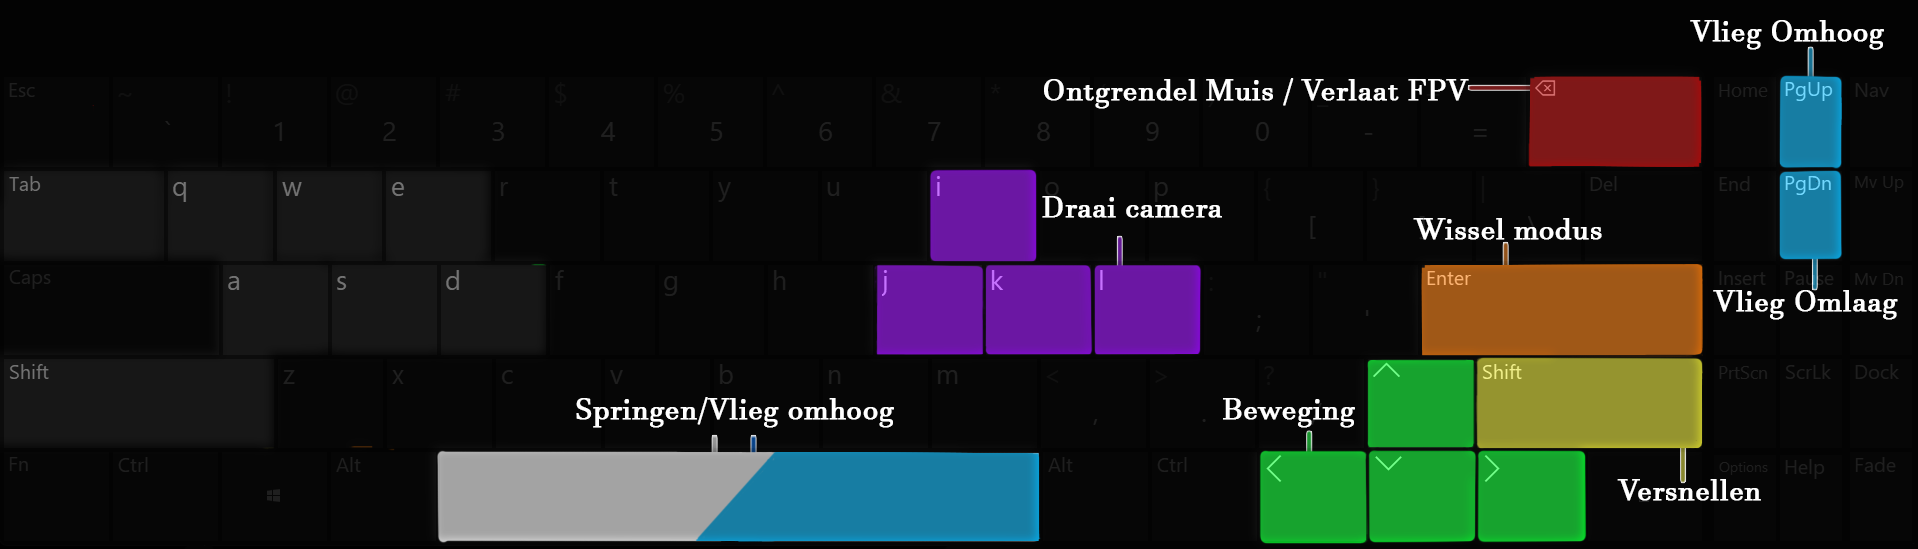 Vlieg Omhoog
Ontgrendel Muis / Verlaat FPV
Esc ~ ` ! 1 @ 2 # 3 $ 4 % 5 ^ 6 & 7 * 8 9 0 - = Home PgUp Nav
Tab q w e r t y u i o p { [ } | \ Del End PgDn Mv Up
Draai camera
Wissel modus
Caps a s d f g h j k l : ; " ' Enter Insert Pause Mv Dn
Vlieg Omlaag
Shift z x c v b n m < , > . ? Shift PrtScn ScrLk Dock
Springen/Vlieg omhoog
Beweging
Fn Ctrl Alt Alt Ctrl Options Help Fade
Versnellen